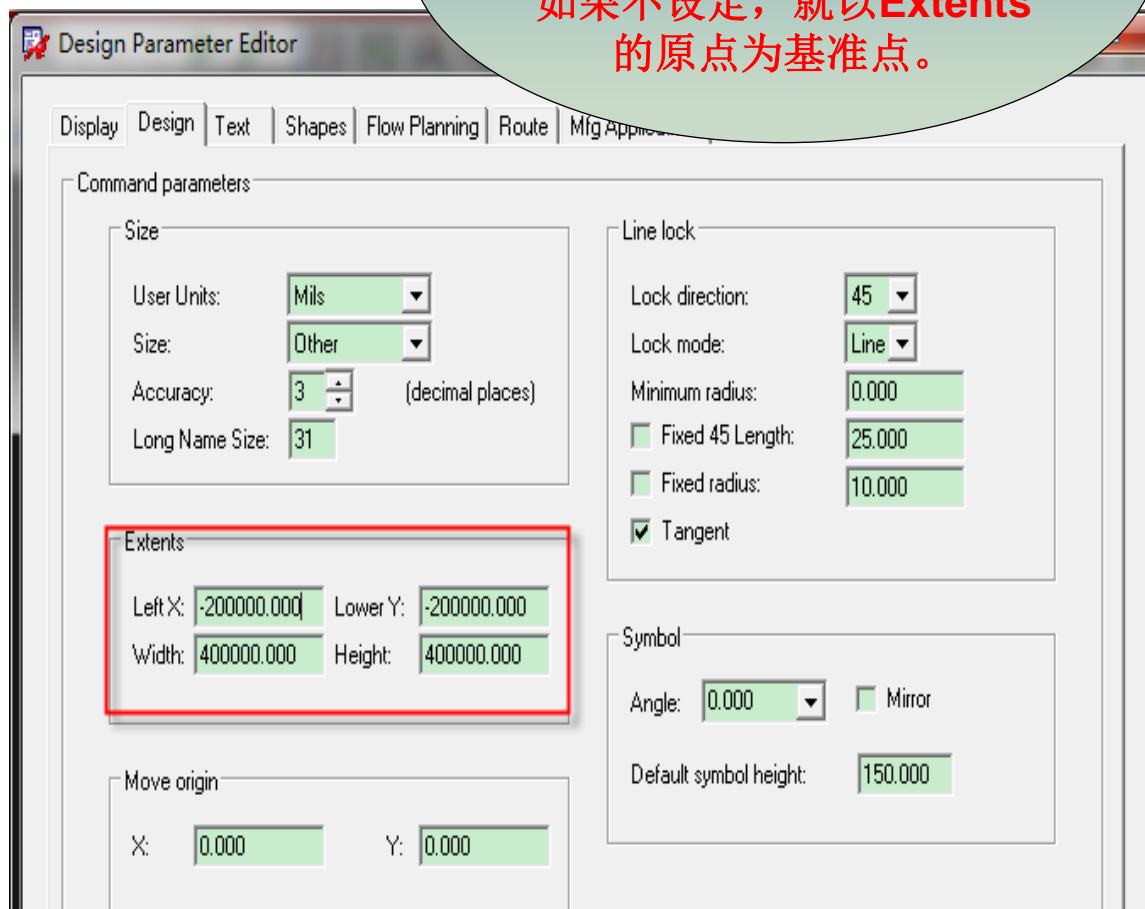 如果不设定，就以Extents
的原点为基准点。
Design Parameter Editor
Display Design Text Shapes Flow Planning Route Mfg
Command parameters
Size
User Units: Mils
Size: Other
Accuracy: 3 (decimal places)
Long Name Size: 31
Extents
Left X: -200000.000 Lower Y: -200000.000
Width: 400000.000 Height: 400000.000
Move origin
X: 0.000 Y: 0.000
Line lock
Lock direction: 45
Lock mode: Line
Minimum radius: 0.000
Fixed 45 Length: 25.000
Fixed radius: 10.000
Tangent
Symbol
Angle: 0.000 Mirror
Default symbol height: 150.000